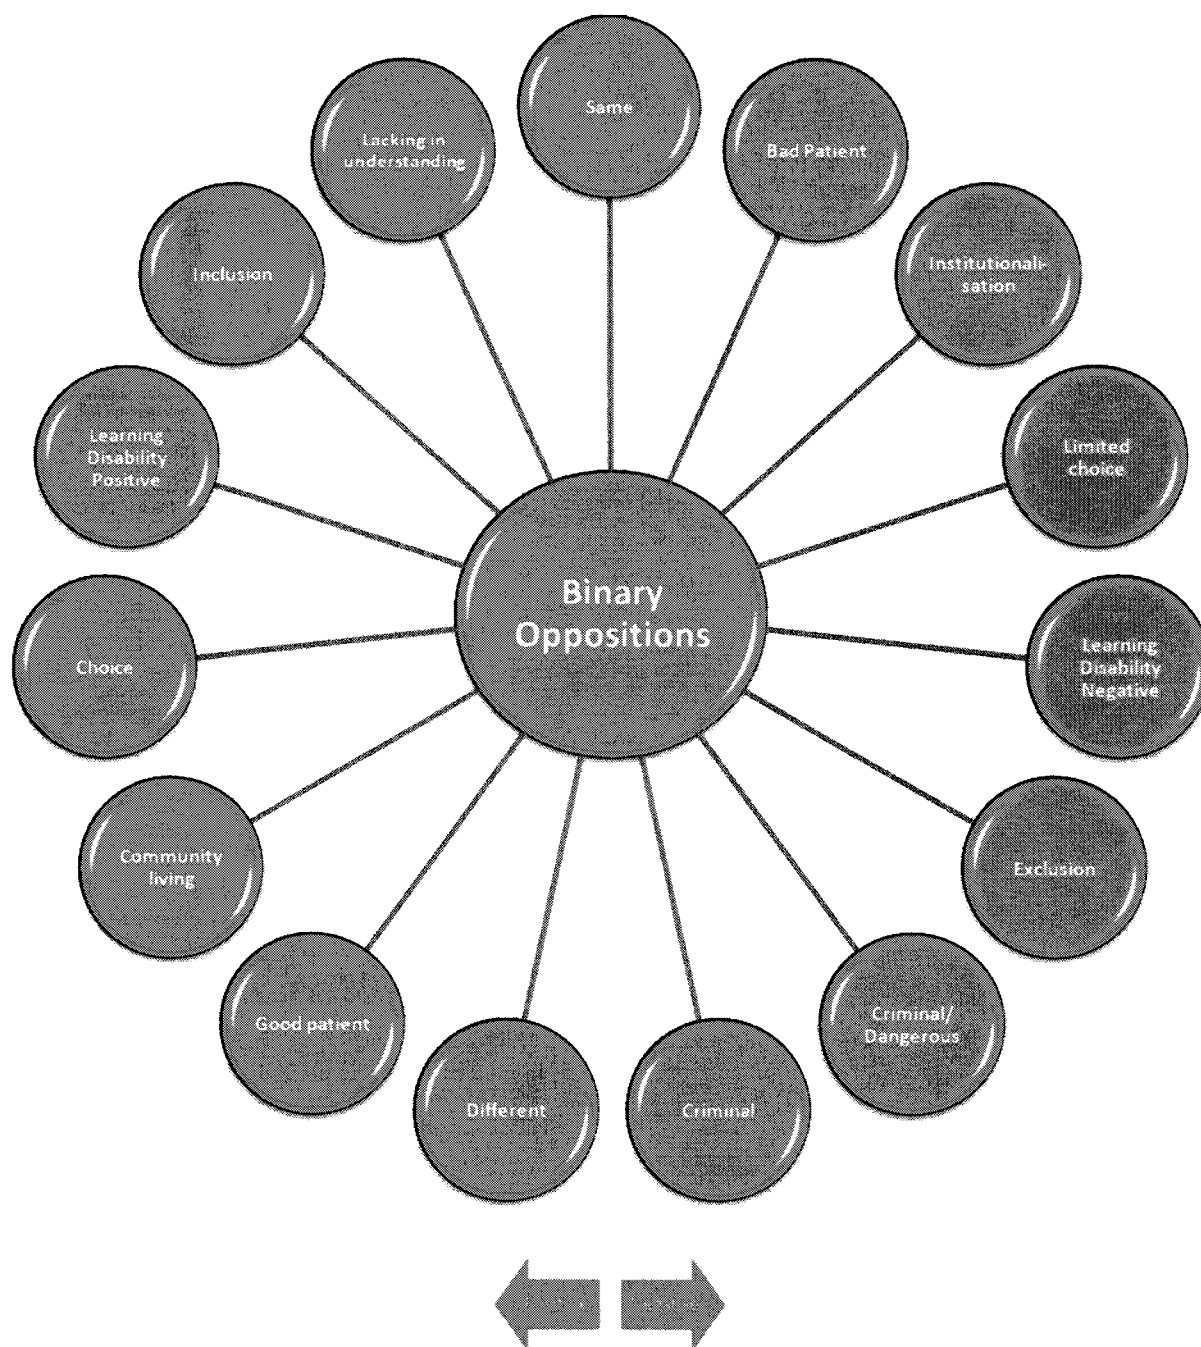 Same
Bad Patient
Institutionali-
sation
Limited
choice
Learning
Disability
Negative
Exclusion
Criminal/
Dangerous
Criminal
Different
Good patient
Community
living
Choice
Learning
Disability
Positive
Inclusion
Lacking in
understanding
Binary
Oppositions